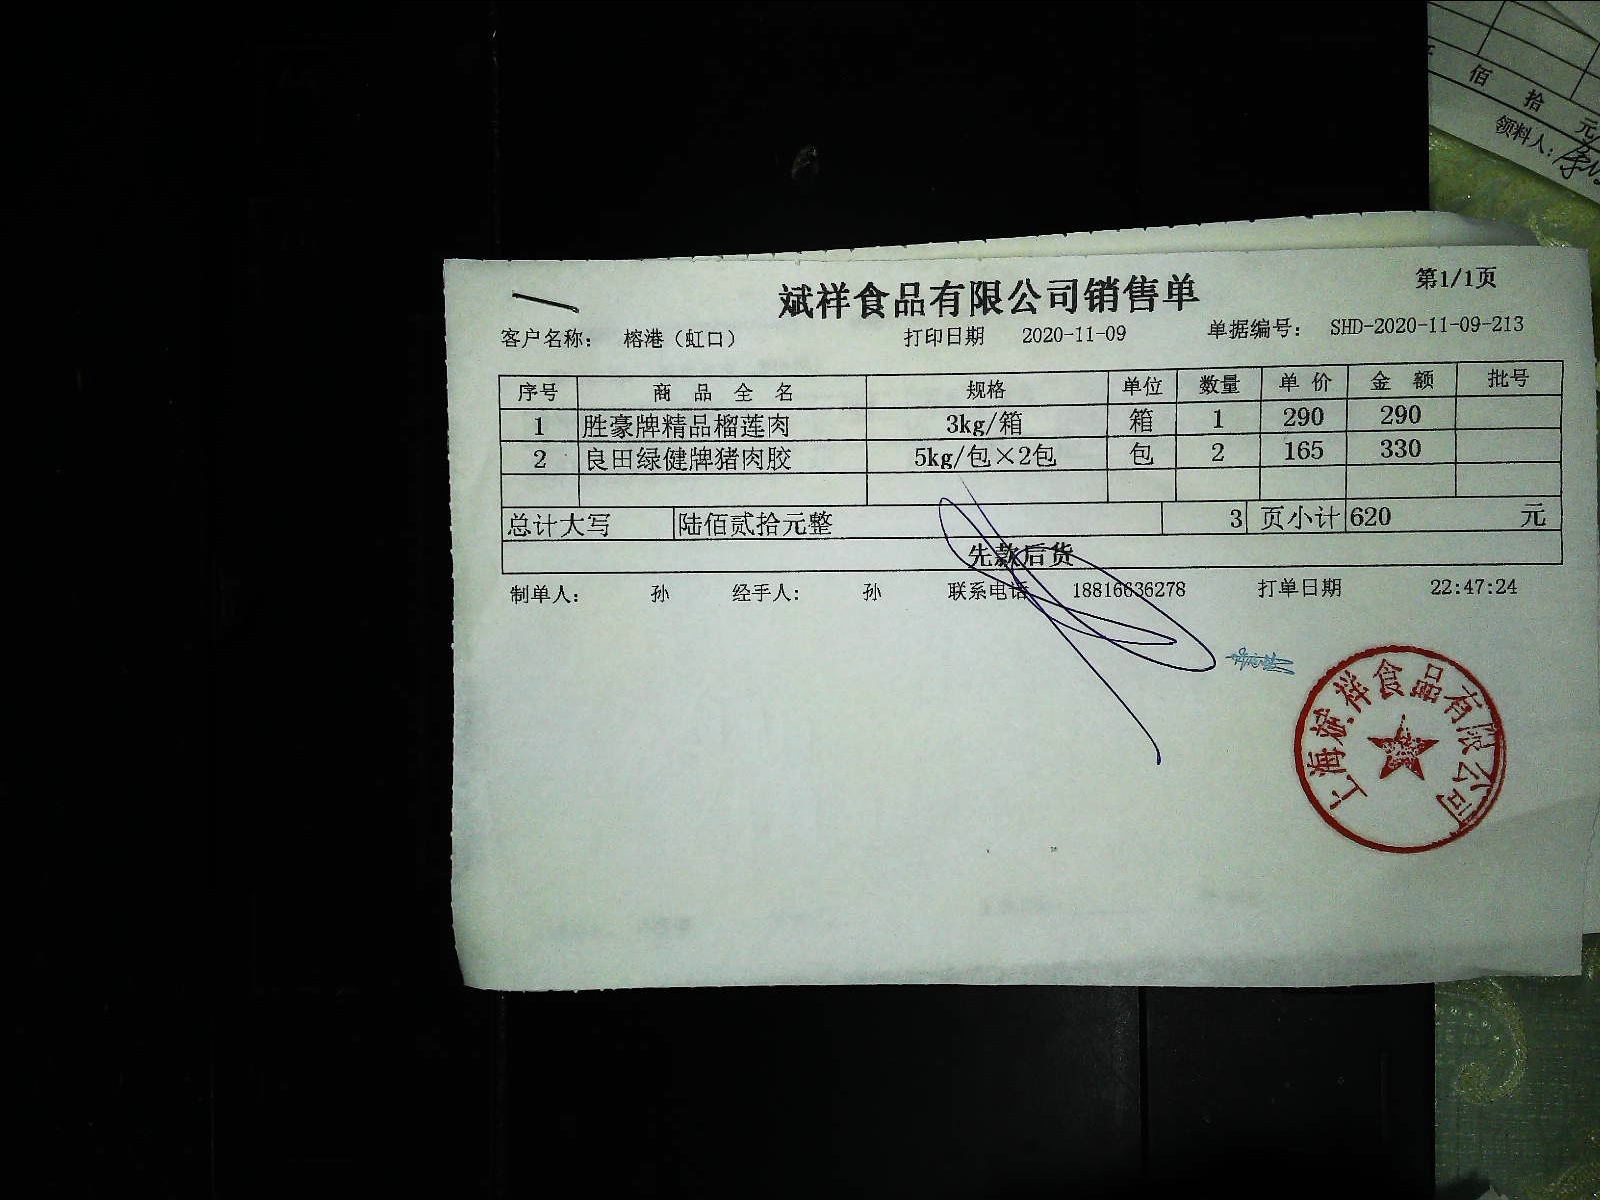 佰 拾 元
领料人:
斌祥食品有限公司销售单
第1/1页
客户名称: 榕港（虹口） 打印日期 2020-11-09 单据编号: SHD-2020-11-09-213
序号 商品全名 规格 单位 数量 单价 金额 批号
1 胜豪牌精品榴莲肉 3kg/箱 箱 1 290 290
2 良田绿健牌猪肉胶 5kg/包×2包 包 2 165 330
总计大写 陆佰贰拾元整 3 页小计 620 元
先款后货
制单人: 孙 经手人: 孙 联系电话 18816636278 打单日期 22:47:24
上海斌祥食品有限公司